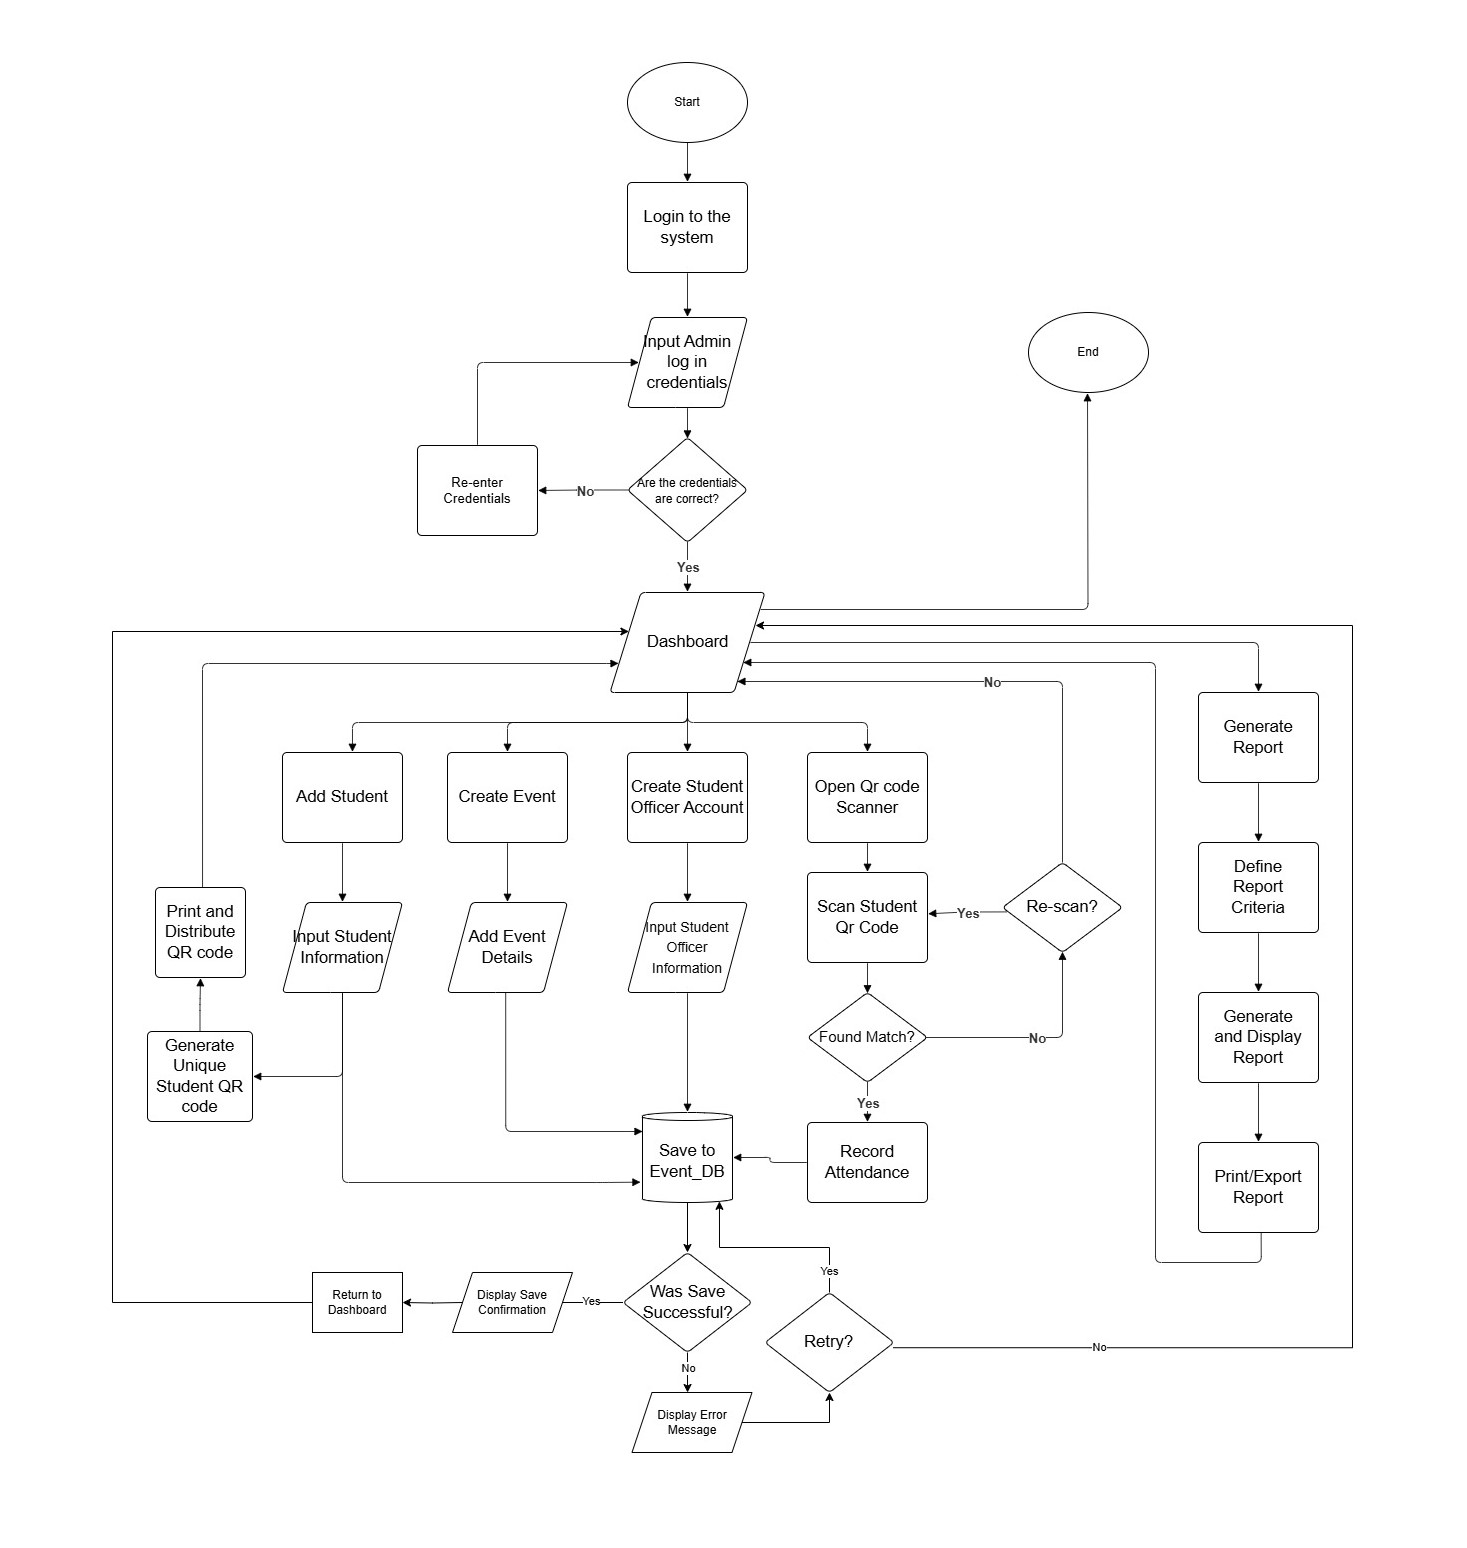 Start
Login to the
system
Input Admin
log in
credentials
End
Re-enter
Credentials
No
Are the credentials
are correct?
Yes
Dashboard
No
Generate
Report
Add Student
Create Event
Create Student
Officer Account
Open Qr code
Scanner
Define
Report
Criteria
Print and
Distribute
QR code
Input Student
Information
Add Event
Details
Input Student
Officer
Information
Scan Student
Qr Code
Yes
Re-scan?
Generate
Unique
Student QR
code
Found Match?
No
Generate
and Display
Report
Yes
Save to
Event_DB
Record
Attendance
Print/Export
Report
Return to
Dashboard
Display Save
Confirmation
Yes
Was Save
Successful?
Yes
Retry?
No
No
Display Error
Message